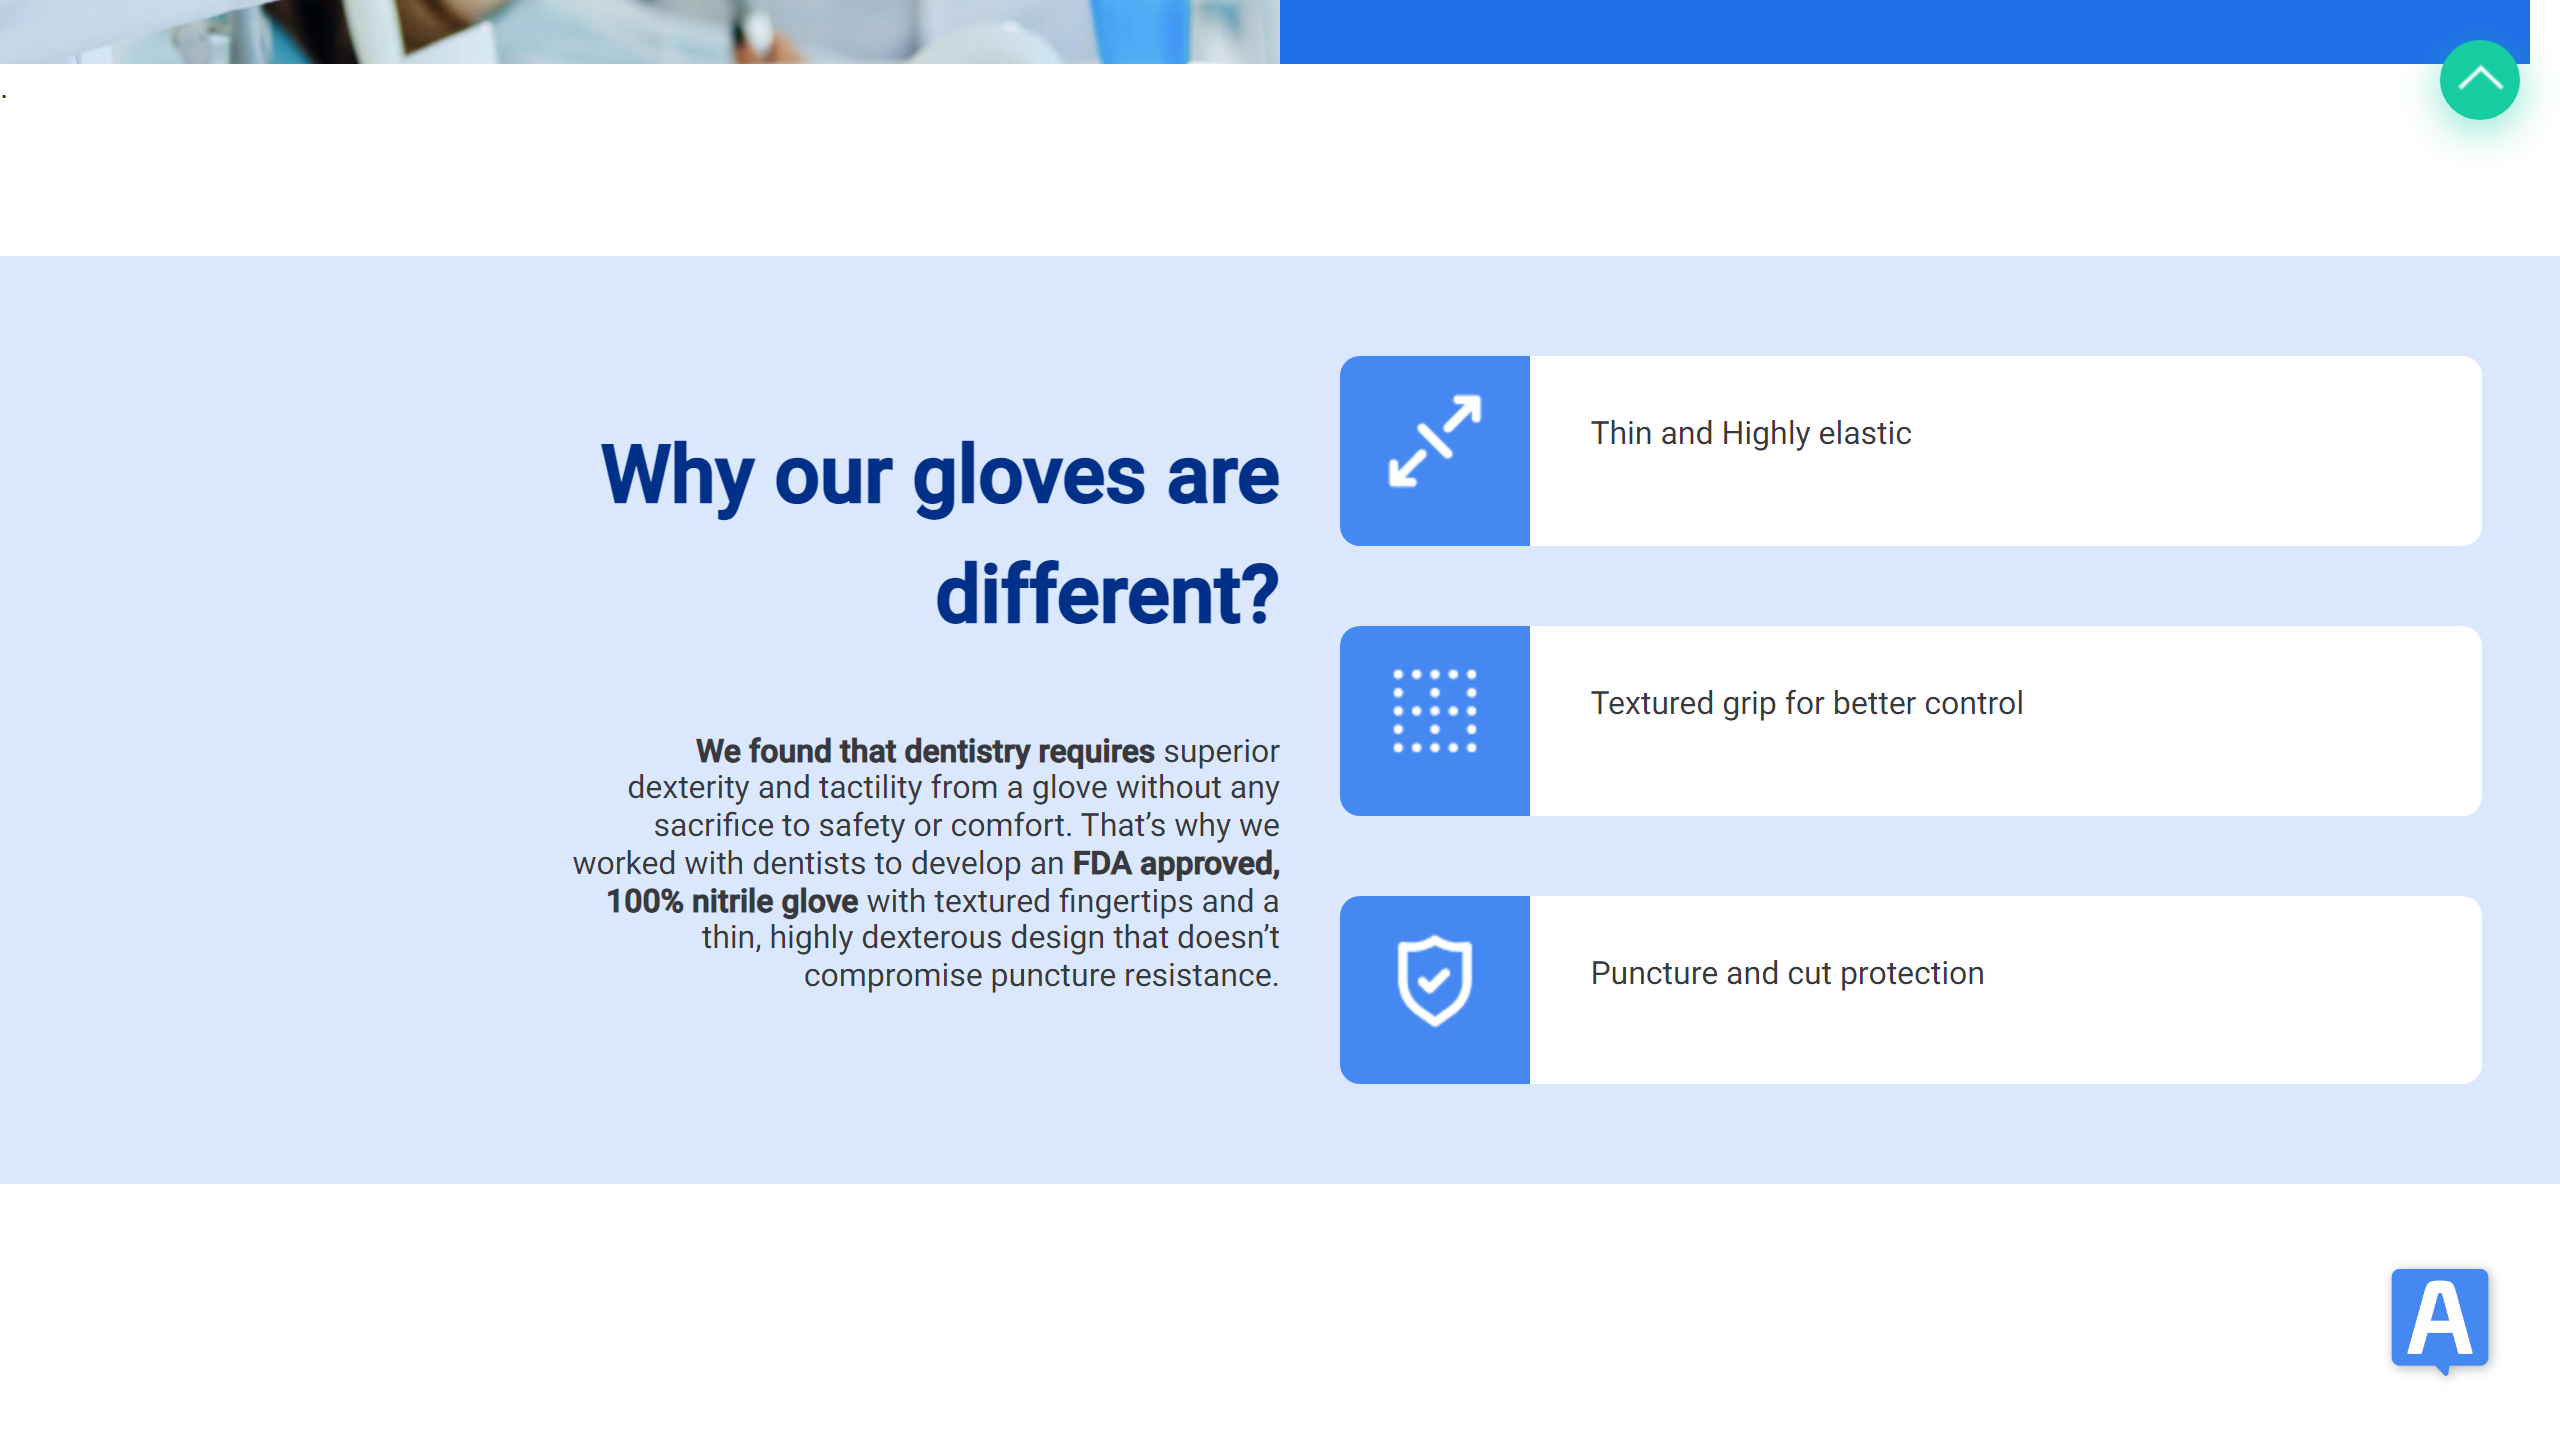 .
Why our gloves are
different?
We found that dentistry requires superior
dexterity and tactility from a glove without any
sacrifice to safety or comfort. That’s why we
worked with dentists to develop an FDA approved,
100% nitrile glove with textured fingertips and a
thin, highly dexterous design that doesn’t
compromise puncture resistance.
Thin and Highly elastic
Textured grip for better control
Puncture and cut protection
A